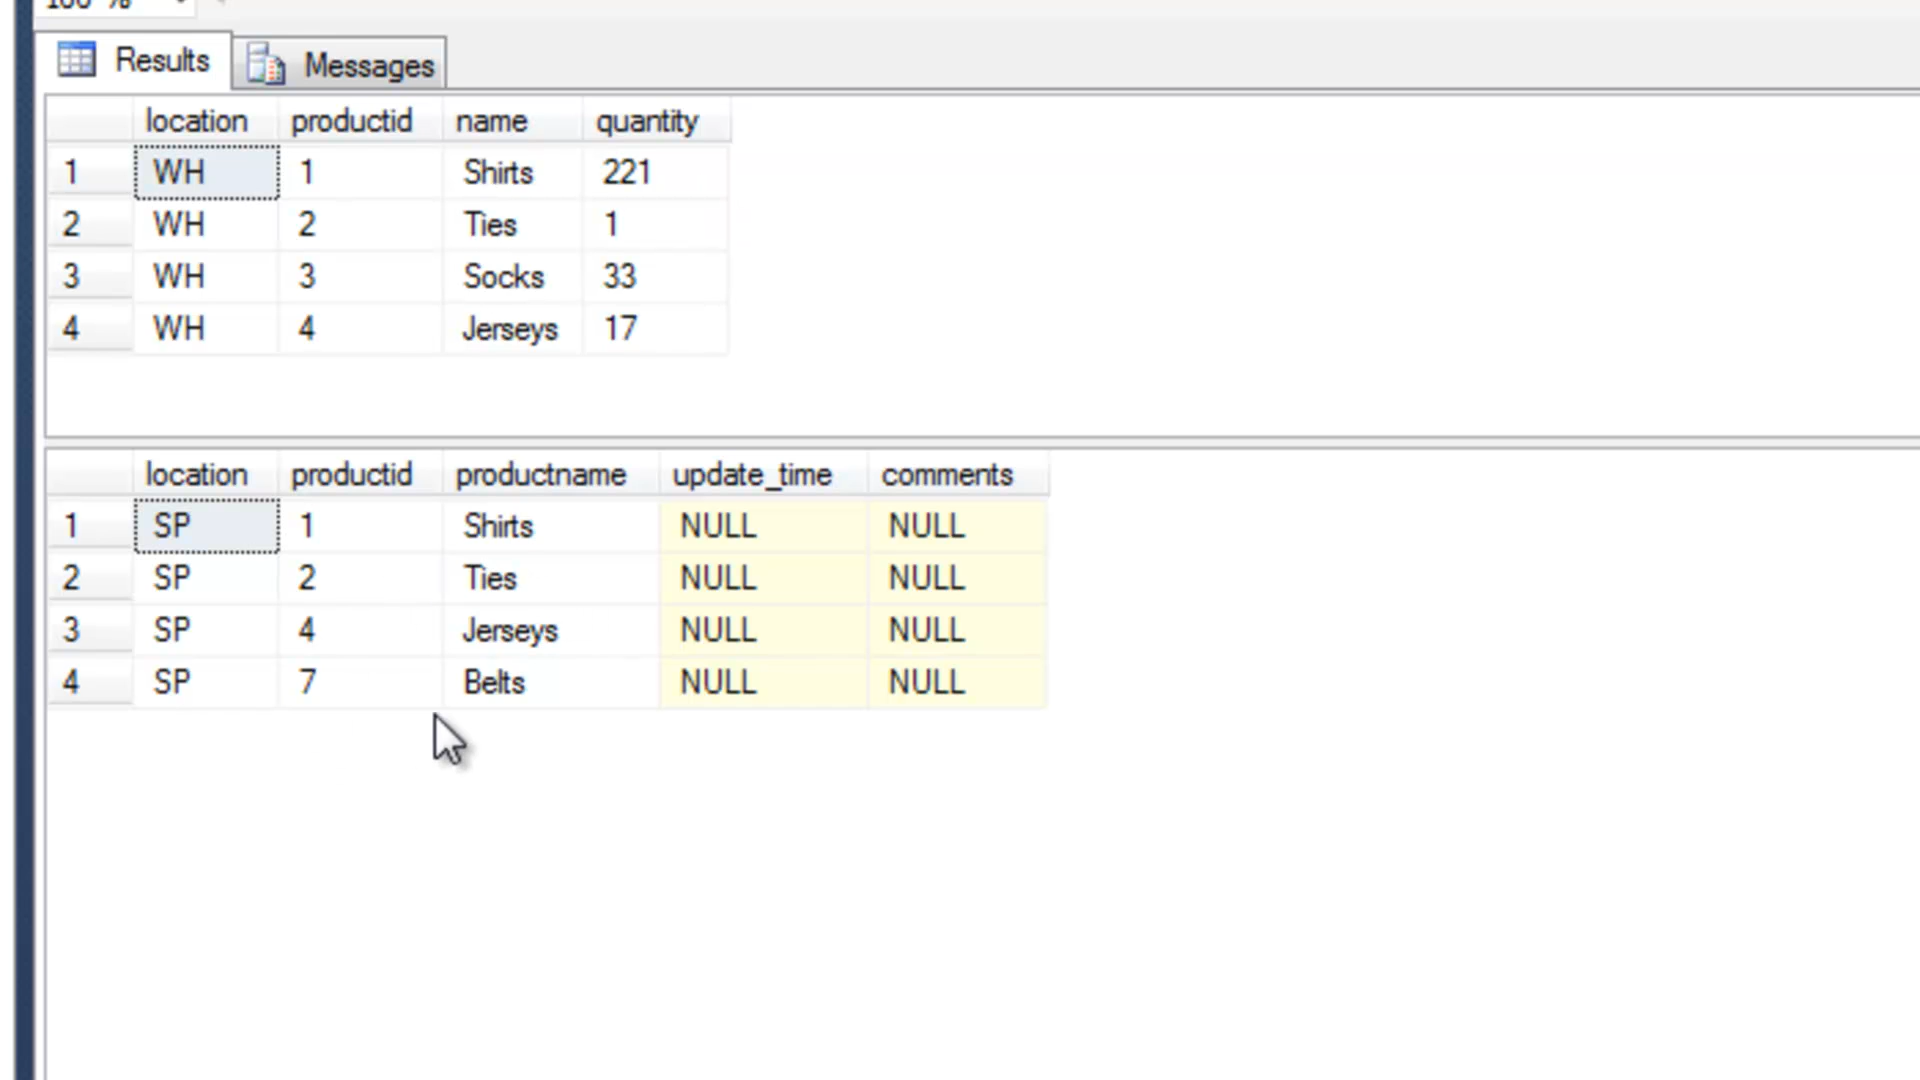 100 %
Results Messages
location productid name quantity
1 WH 1 Shirts 221
2 WH 2 Ties 1
3 WH 3 Socks 33
4 WH 4 Jerseys 17
location productid productname update_time comments
1 SP 1 Shirts NULL NULL
2 SP 2 Ties NULL NULL
3 SP 4 Jerseys NULL NULL
4 SP 7 Belts NULL NULL